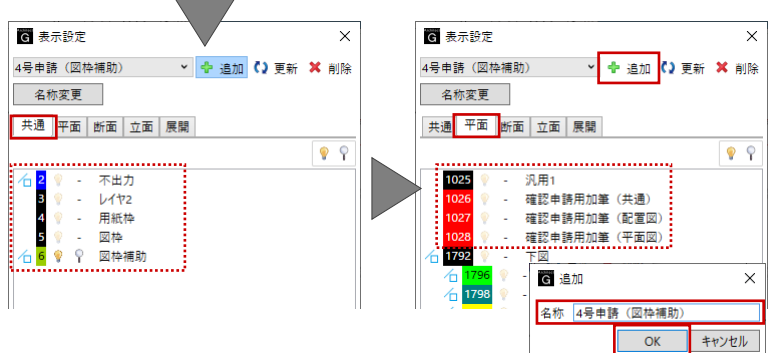 G 表示設定
4号申請（図枠補助） 追加 更新 削除
名称変更
共通 平面 断面 立面 展開
2 - 不出力
3 - レイヤ2
4 - 用紙枠
5 - 図枠
6 図枠補助
G 表示設定
4号申請（図枠補助） 追加 更新 削除
名称変更
共通 平面 断面 立面 展開
1025 - 汎用1
1026 - 確認申請用加筆（共通）
1027 - 確認申請用加筆（配置図）
1028 - 確認申請用加筆（平面図）
1792 - 下図
1796 -
1798 -
G 追加
名称 4号申請（図枠補助）
OK キャンセル